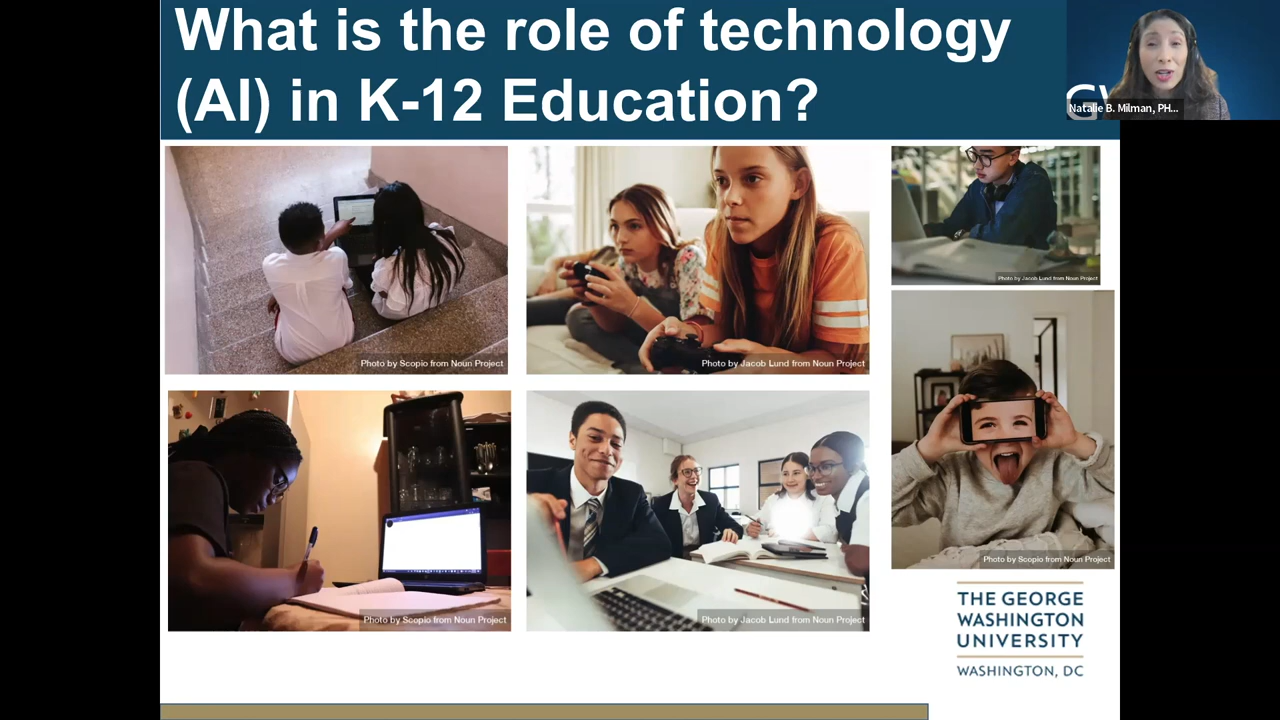 What is the role of technology
(AI) in K-12 Education?
Natalie B. Milman, PH...
Photo by Scopio from Noun Project
Photo by Jacob Lund from Noun Project
Photo by Jacob Lund from Noun Project
Photo by Scopio from Noun Project
Photo by Jacob Lund from Noun Project
Photo by Scopio from Noun Project
THE GEORGE
WASHINGTON
UNIVERSITY
WASHINGTON, DC